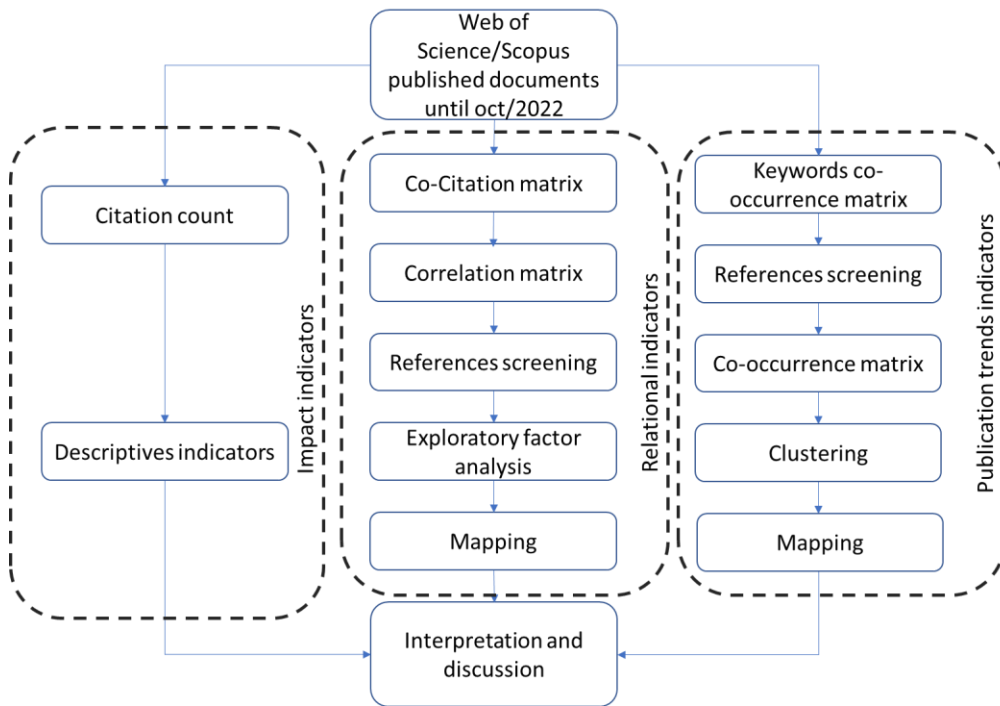 Web of
Science/Scopus
published documents
until oct/2022
Citation count
Descriptives indicators
Impact indicators
Co-Citation matrix
Correlation matrix
References screening
Exploratory factor
analysis
Mapping
Relational indicators
Keywords co-
occurrence matrix
References screening
Co-occurrence matrix
Clustering
Mapping
Publication trends indicators
Interpretation and
discussion